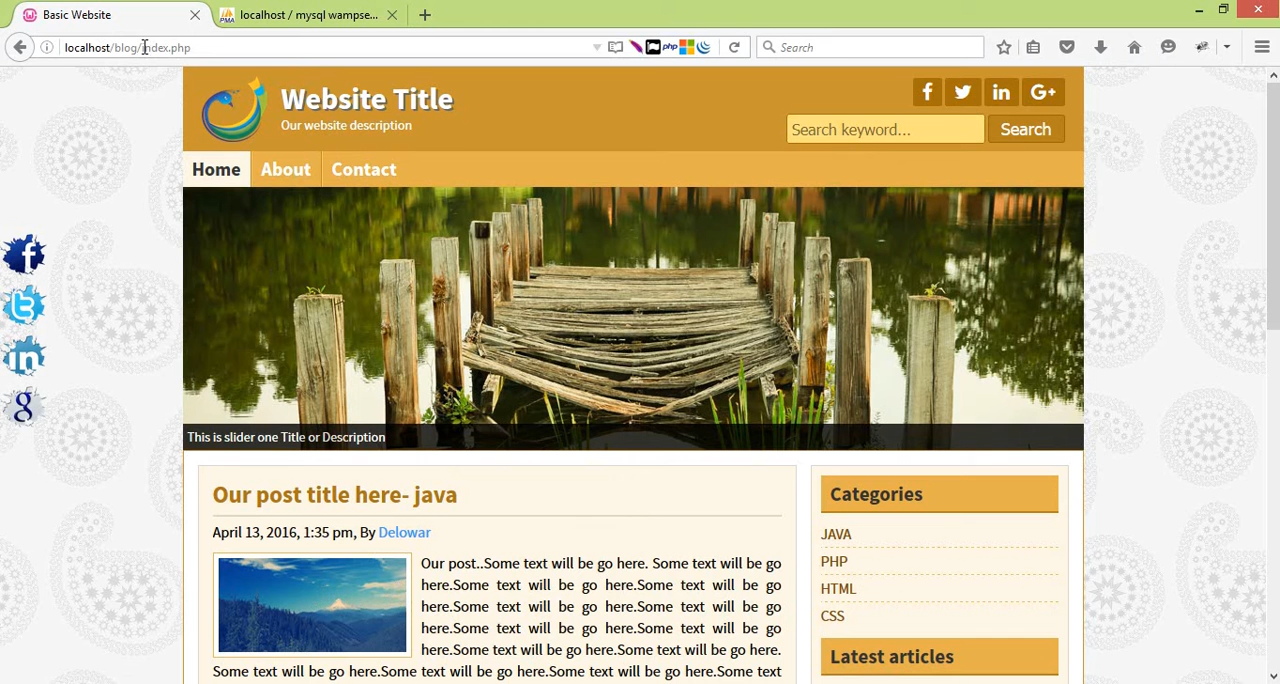 Basic Website
localhost / mysql wampse...
localhost/blog/index.php
php
Search
Website Title
Our website description
Search keyword...
Search
Home
About
Contact
This is slider one Title or Description
Our post title here- java
April 13, 2016, 1:35 pm, By Delowar
Our post..Some text will be go here. Some text will be go
here.Some text will be go here.Some text will be go
here.Some text will be go here.Some text will be go
here.Some text will be go here.Some text will be go
here.Some text will be go here.Some text will be go here.
Some text will be go here.Some text will be go here.Some text
Categories
JAVA
PHP
HTML
CSS
Latest articles